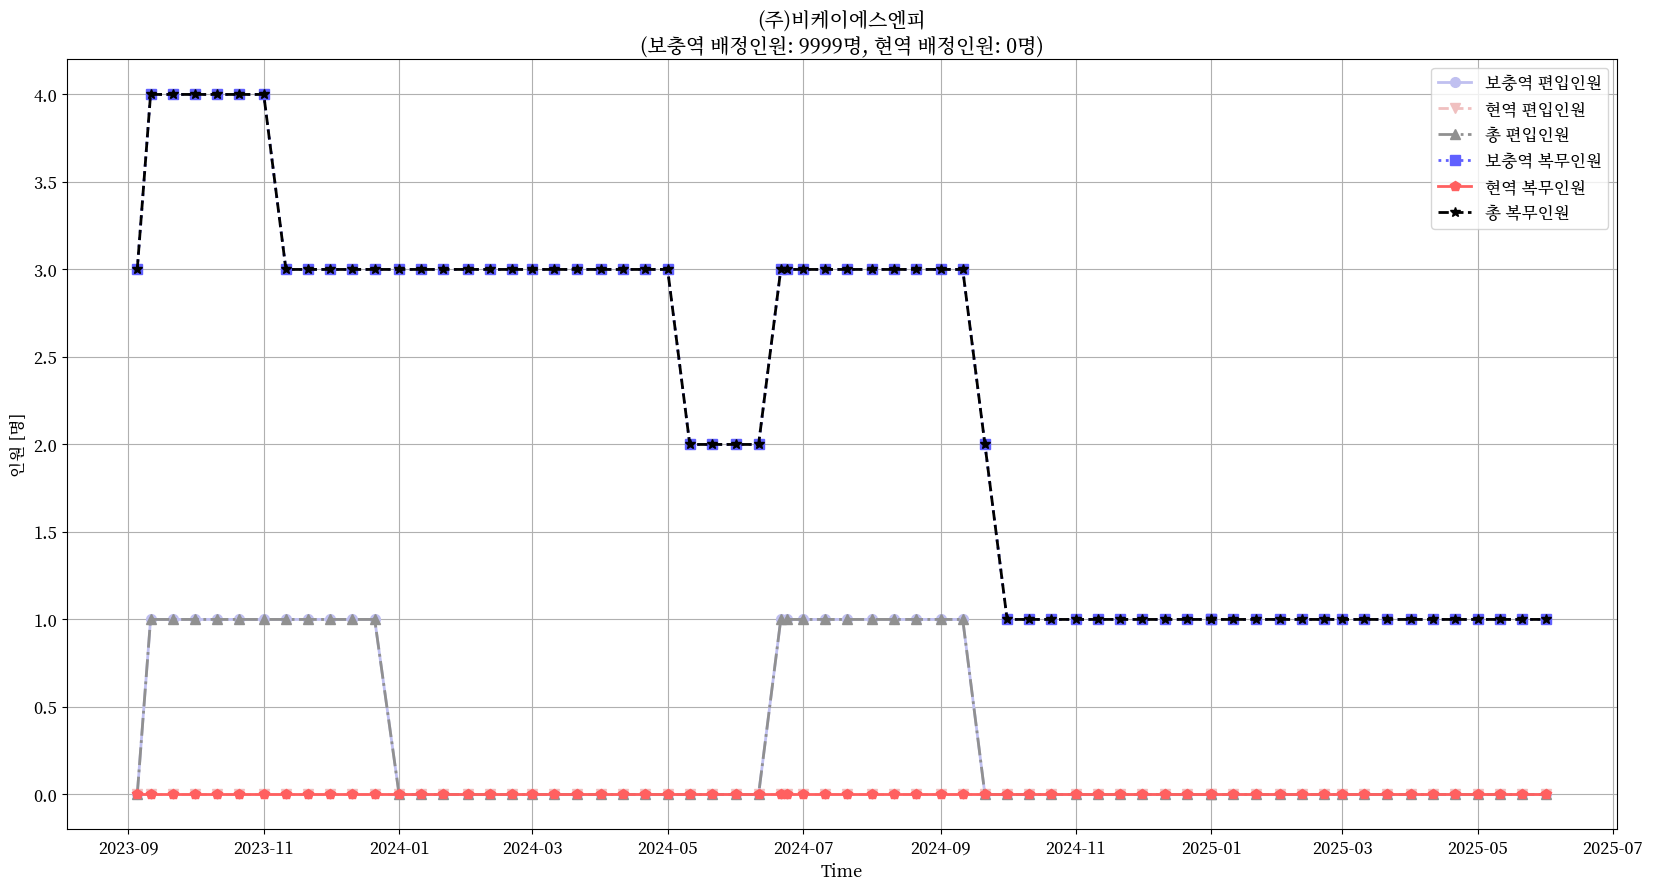 (주)비케이에스엔피
(보충역 배정인원: 9999명, 현역 배정인원: 0명)
보충역 편입인원
현역 편입인원
총 편입인원
보충역 복무인원
현역 복무인원
총 복무인원
4.0
3.5
3.0
2.5
2.0
1.5
1.0
0.5
0.0
인원 [명]
2023-09 2023-11 2024-01 2024-03 2024-05 2024-07 2024-09 2024-11 2025-01 2025-03 2025-05 2025-07
Time